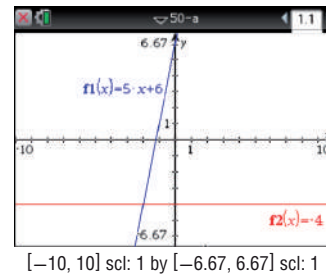 50-a 1.1
6.67 y
f1(x)=5·x+6
1
-10 1 10
f2(x)=-4
-6.67
[−10, 10] scl: 1 by [−6.67, 6.67] scl: 1